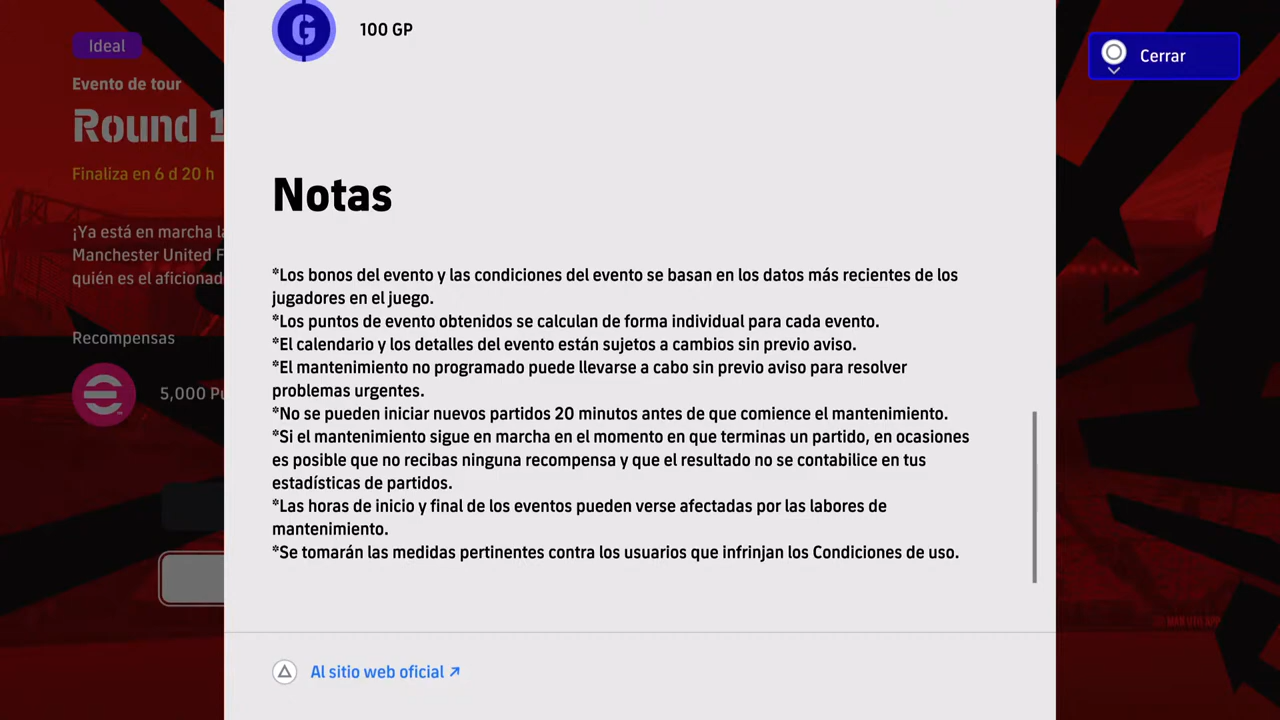 100 GP
Cerrar
Ideal
Evento de tour
Round 1
Finaliza en 6 d 20 h
¡Ya está en marcha
Manchester United
quién es el aficionad
Recompensas
5,000
Notas
*Los bonos del evento y las condiciones del evento se basan en los datos más recientes de los
jugadores en el juego.
*Los puntos de evento obtenidos se calculan de forma individual para cada evento.
*El calendario y los detalles del evento están sujetos a cambios sin previo aviso.
*El mantenimiento no programado puede llevarse a cabo sin previo aviso para resolver
problemas urgentes.
*No se pueden iniciar nuevos partidos 20 minutos antes de que comience el mantenimiento.
*Si el mantenimiento sigue en marcha en el momento en que terminas un partido, en ocasiones
es posible que no recibas ninguna recompensa y que el resultado no se contabilice en tus
estadísticas de partidos.
*Las horas de inicio y final de los eventos pueden verse afectadas por las labores de
mantenimiento.
*Se tomarán las medidas pertinentes contra los usuarios que infrinjan los Condiciones de uso.
Al sitio web oficial